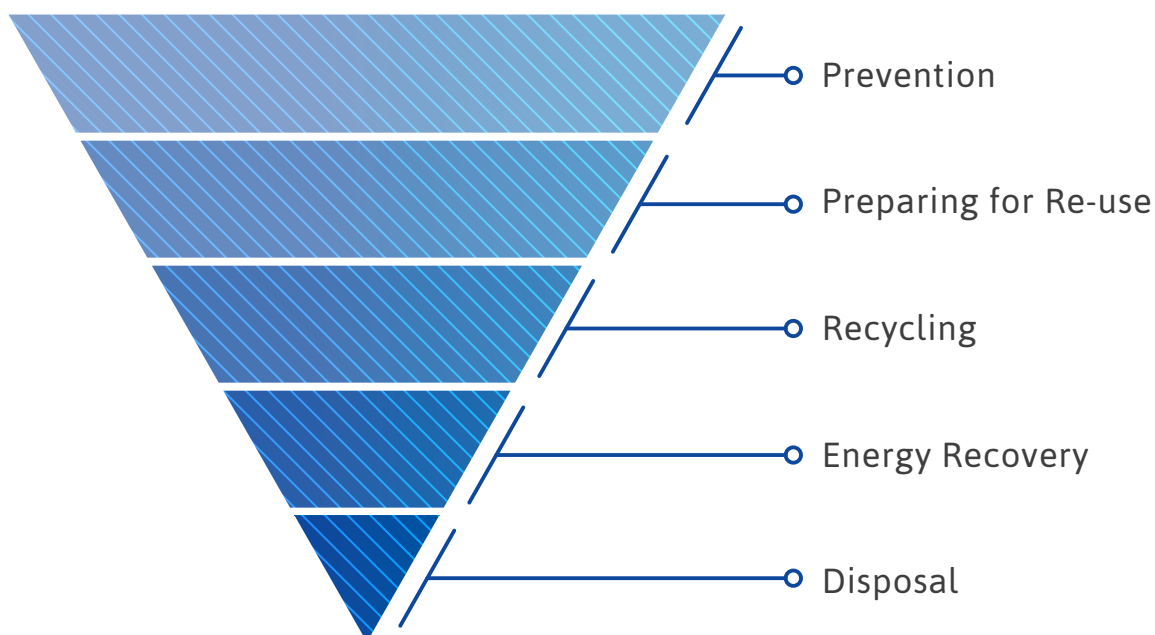 Prevention
Preparing for Re-use
Recycling
Energy Recovery
Disposal